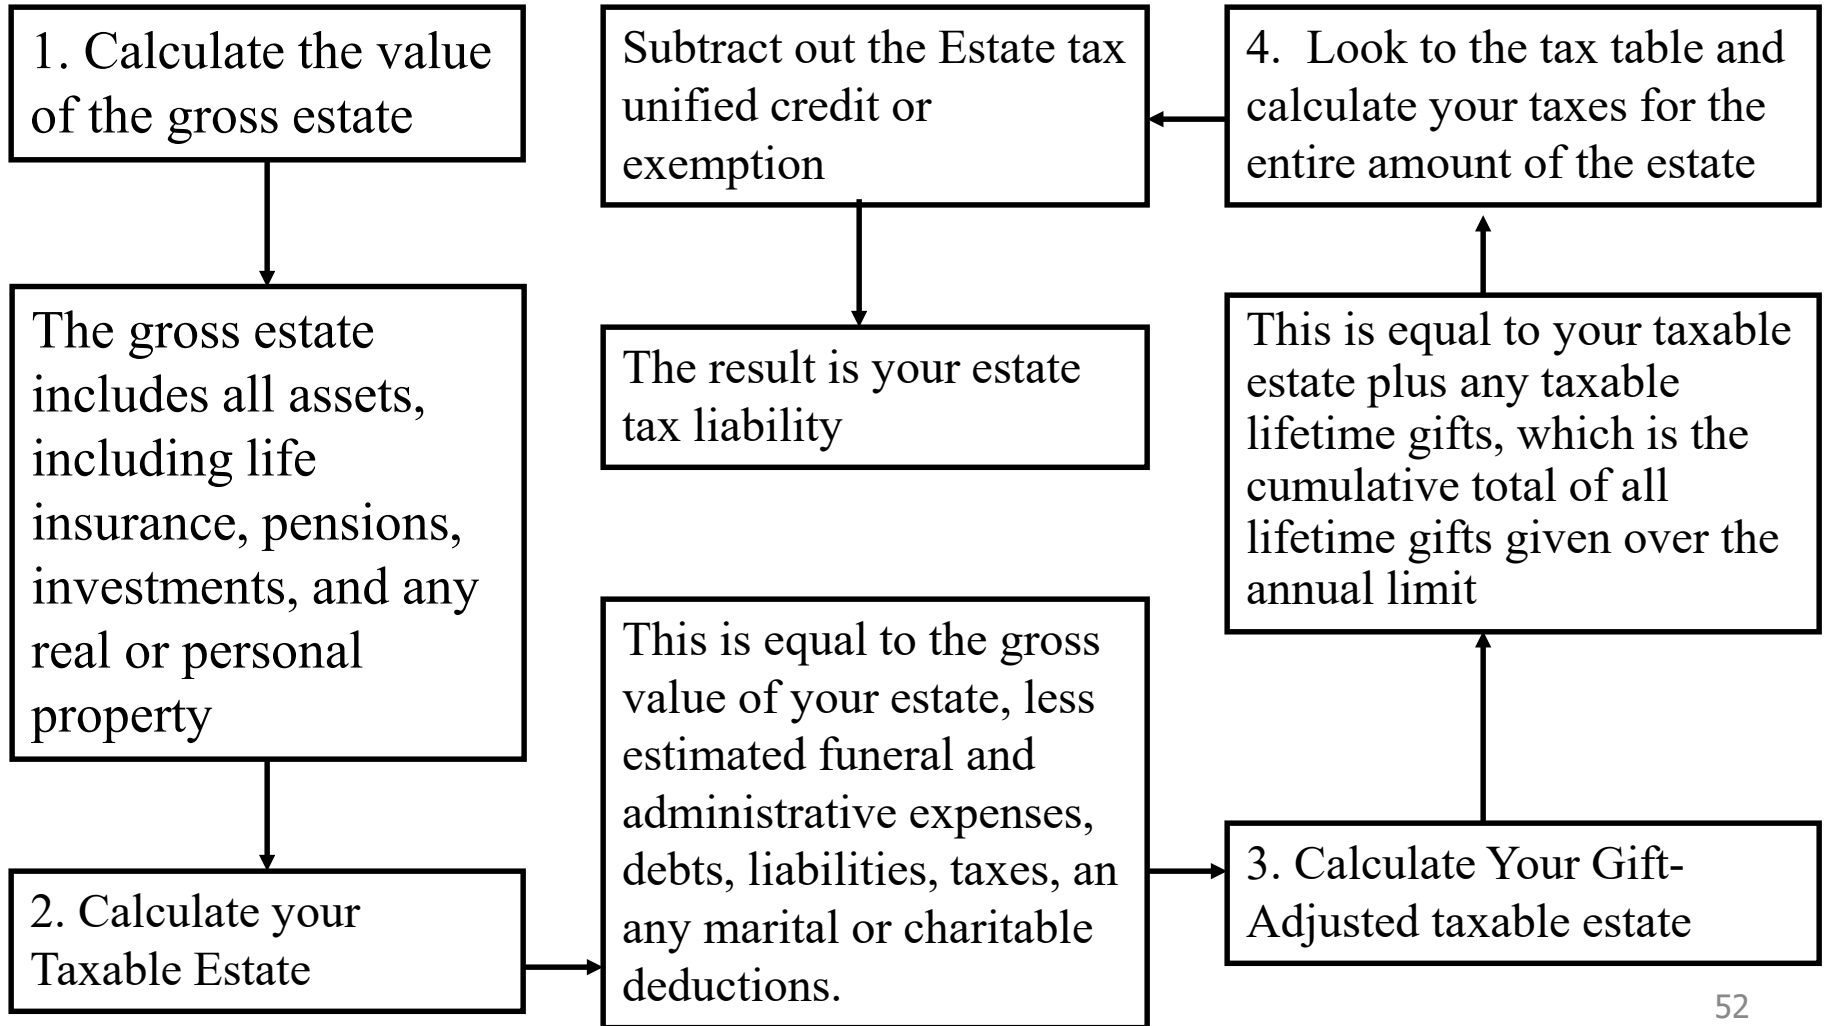 1. Calculate the value
of the gross estate
The gross estate
includes all assets,
including life
insurance, pensions,
investments, and any
real or personal
property
2. Calculate your
Taxable Estate
This is equal to the gross
value of your estate, less
estimated funeral and
administrative expenses,
debts, liabilities, taxes, an
any marital or charitable
deductions.
3. Calculate Your Gift-
Adjusted taxable estate
This is equal to your taxable
estate plus any taxable
lifetime gifts, which is the
cumulative total of all
lifetime gifts given over the
annual limit
4.  Look to the tax table and
calculate your taxes for the
entire amount of the estate
Subtract out the Estate tax
unified credit or
exemption
The result is your estate
tax liability
52